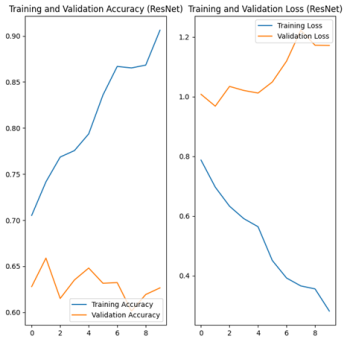 Training and Validation Accuracy (ResNet)
0.90
0.85
0.80
0.75
0.70
0.65
0.60
Training Accuracy
Validation Accuracy
0 2 4 6 8
Training and Validation Loss (ResNet)
Training Loss
Validation Loss
1.2
1.0
0.8
0.6
0.4
0 2 4 6 8